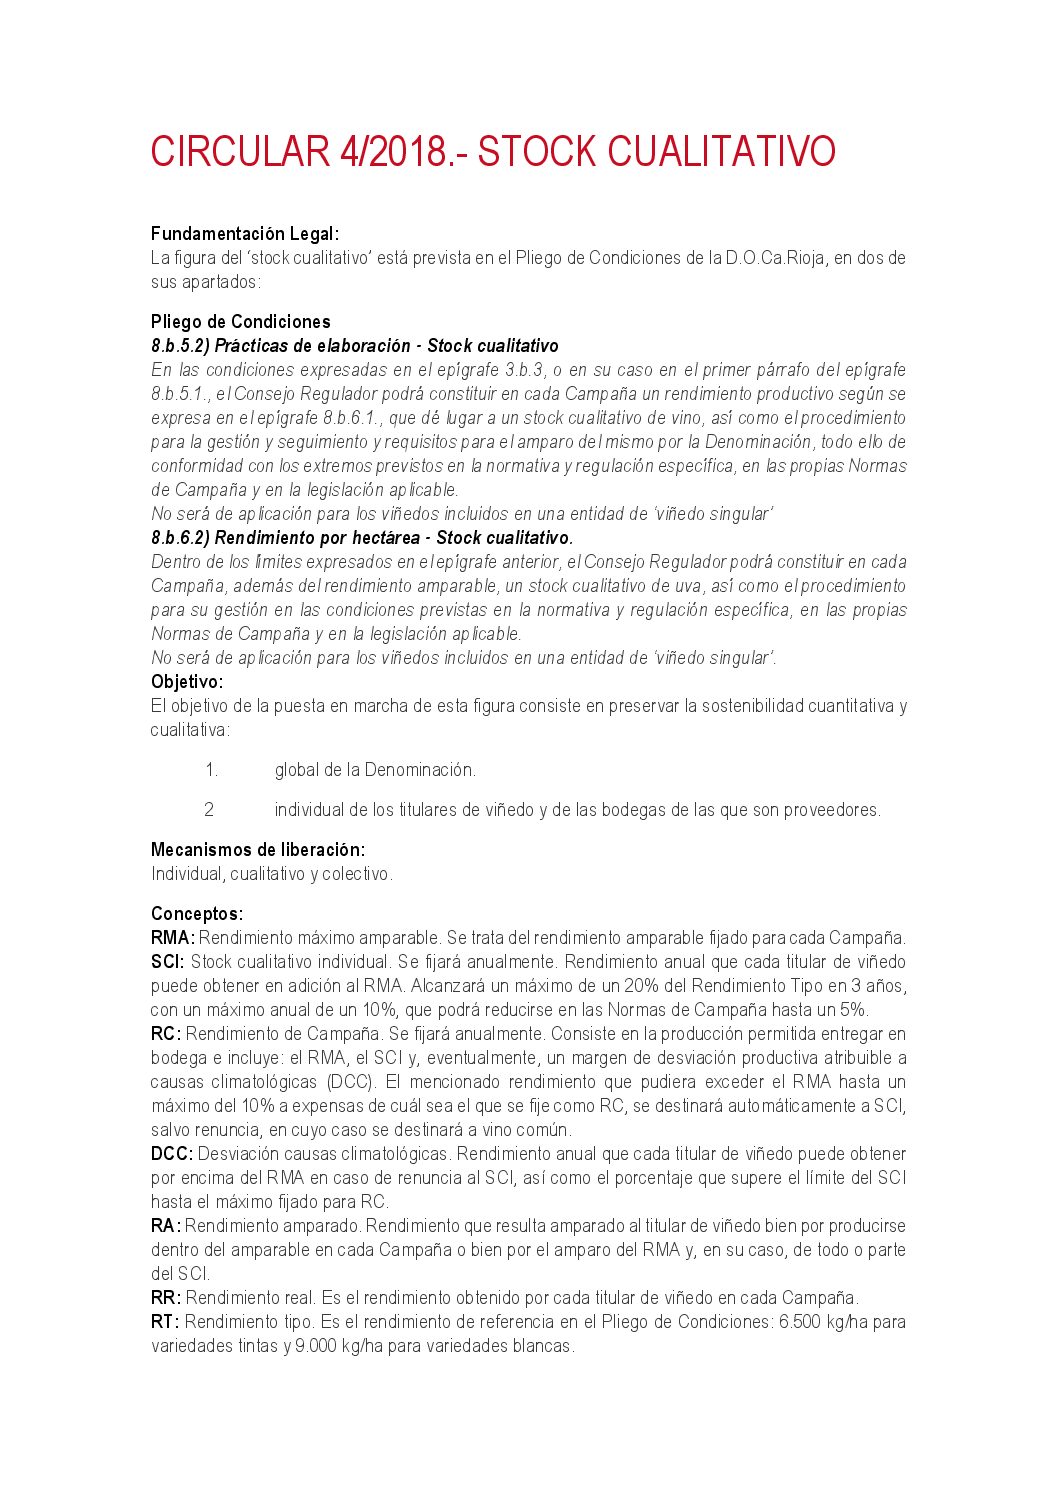 CIRCULAR 4/2018.- STOCK CUALITATIVO
Fundamentación Legal:
La figura del ‘stock cualitativo’ está prevista en el Pliego de Condiciones de la D.O.Ca.Rioja, en dos de
sus apartados:
Pliego de Condiciones
8.b.5.2) Prácticas de elaboración - Stock cualitativo
En las condiciones expresadas en el epígrafe 3.b.3, o en su caso en el primer párrafo del epígrafe
8.b.5.1., el Consejo Regulador podrá constituir en cada Campaña un rendimiento productivo según se
expresa en el epígrafe 8.b.6.1., que dé lugar a un stock cualitativo de vino, así como el procedimiento
para la gestión y seguimiento y requisitos para el amparo del mismo por la Denominación, todo ello de
conformidad con los extremos previstos en la normativa y regulación específica, en las propias Normas
de Campaña y en la legislación aplicable.
No será de aplicación para los viñedos incluidos en una entidad de ‘viñedo singular’
8.b.6.2) Rendimiento por hectárea - Stock cualitativo.
Dentro de los límites expresados en el epígrafe anterior, el Consejo Regulador podrá constituir en cada
Campaña, además del rendimiento amparable, un stock cualitativo de uva, así como el procedimiento
para su gestión en las condiciones previstas en la normativa y regulación específica, en las propias
Normas de Campaña y en la legislación aplicable.
No será de aplicación para los viñedos incluidos en una entidad de ‘viñedo singular’.
Objetivo:
El objetivo de la puesta en marcha de esta figura consiste en preservar la sostenibilidad cuantitativa y
cualitativa:
1. global de la Denominación.
2 individual de los titulares de viñedo y de las bodegas de las que son proveedores.
Mecanismos de liberación:
Individual, cualitativo y colectivo.
Conceptos:
RMA: Rendimiento máximo amparable. Se trata del rendimiento amparable fijado para cada Campaña.
SCI: Stock cualitativo individual. Se fijará anualmente. Rendimiento anual que cada titular de viñedo
puede obtener en adición al RMA. Alcanzará un máximo de un 20% del Rendimiento Tipo en 3 años,
con un máximo anual de un 10%, que podrá reducirse en las Normas de Campaña hasta un 5%.
RC: Rendimiento de Campaña. Se fijará anualmente. Consiste en la producción permitida entregar en
bodega e incluye: el RMA, el SCI y, eventualmente, un margen de desviación productiva atribuible a
causas climatológicas (DCC). El mencionado rendimiento que pudiera exceder el RMA hasta un
máximo del 10% a expensas de cuál sea el que se fije como RC, se destinará automáticamente a SCI,
salvo renuncia, en cuyo caso se destinará a vino común.
DCC: Desviación causas climatológicas. Rendimiento anual que cada titular de viñedo puede obtener
por encima del RMA en caso de renuncia al SCI, así como el porcentaje que supere el límite del SCI
hasta el máximo fijado para RC.
RA: Rendimiento amparado. Rendimiento que resulta amparado al titular de viñedo bien por producirse
dentro del amparable en cada Campaña o bien por el amparo del RMA y, en su caso, de todo o parte
del SCI.
RR: Rendimiento real. Es el rendimiento obtenido por cada titular de viñedo en cada Campaña.
RT: Rendimiento tipo. Es el rendimiento de referencia en el Pliego de Condiciones: 6.500 kg/ha para
variedades tintas y 9.000 kg/ha para variedades blancas.